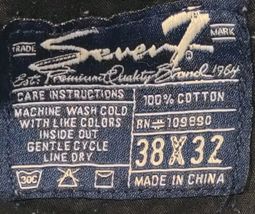 TRADE Seven7 MARK
Est: Premium Quality Brand 1964
CARE INSTRUCTIONS
MACHINE WASH COLD
WITH LIKE COLORS
INSIDE OUT
GENTLE CYCLE
LINE DRY
30C
100% COTTON
RN#109890
38X32
MADE IN CHINA